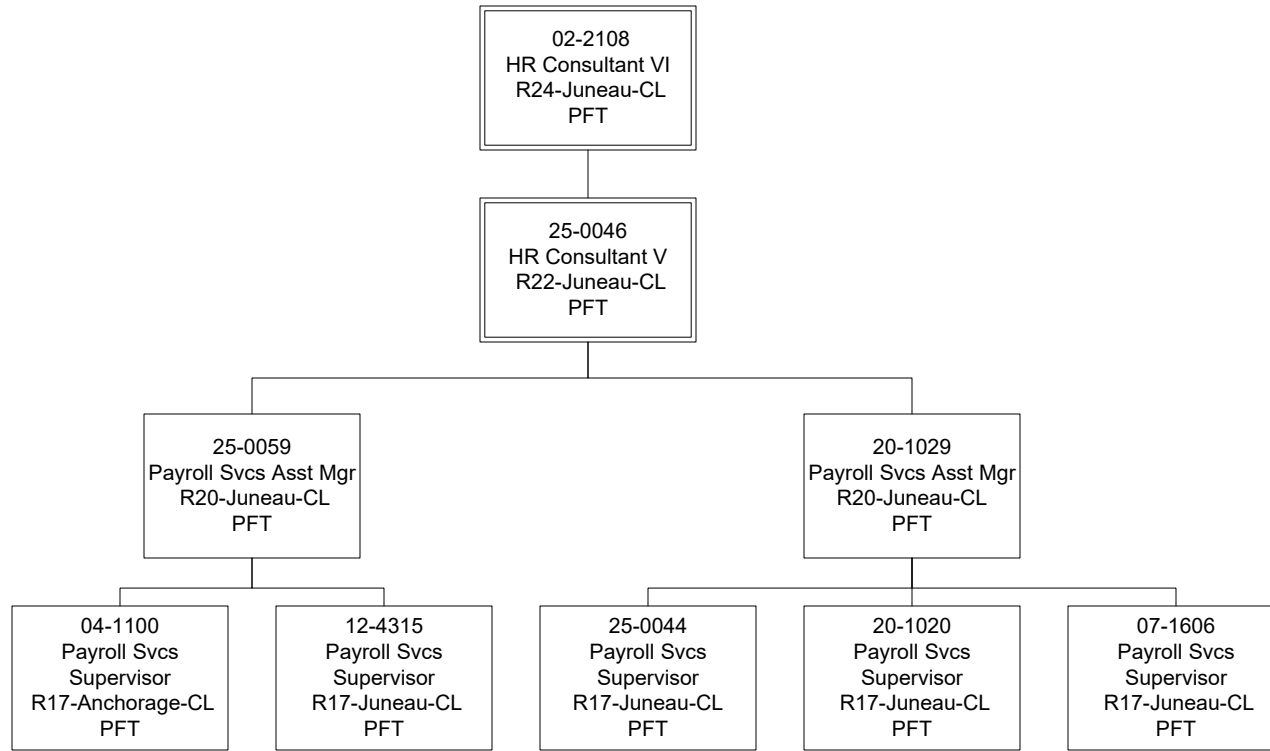 02-2108
HR Consultant VI
R24-Juneau-CL
PFT
25-0046
HR Consultant V
R22-Juneau-CL
PFT
25-0059
Payroll Svcs Asst Mgr
R20-Juneau-CL
PFT
20-1029
Payroll Svcs Asst Mgr
R20-Juneau-CL
PFT
04-1100
Payroll Svcs
Supervisor
R17-Anchorage-CL
PFT
12-4315
Payroll Svcs
Supervisor
R17-Juneau-CL
PFT
25-0044
Payroll Svcs
Supervisor
R17-Juneau-CL
PFT
20-1020
Payroll Svcs
Supervisor
R17-Juneau-CL
PFT
07-1606
Payroll Svcs
Supervisor
R17-Juneau-CL
PFT